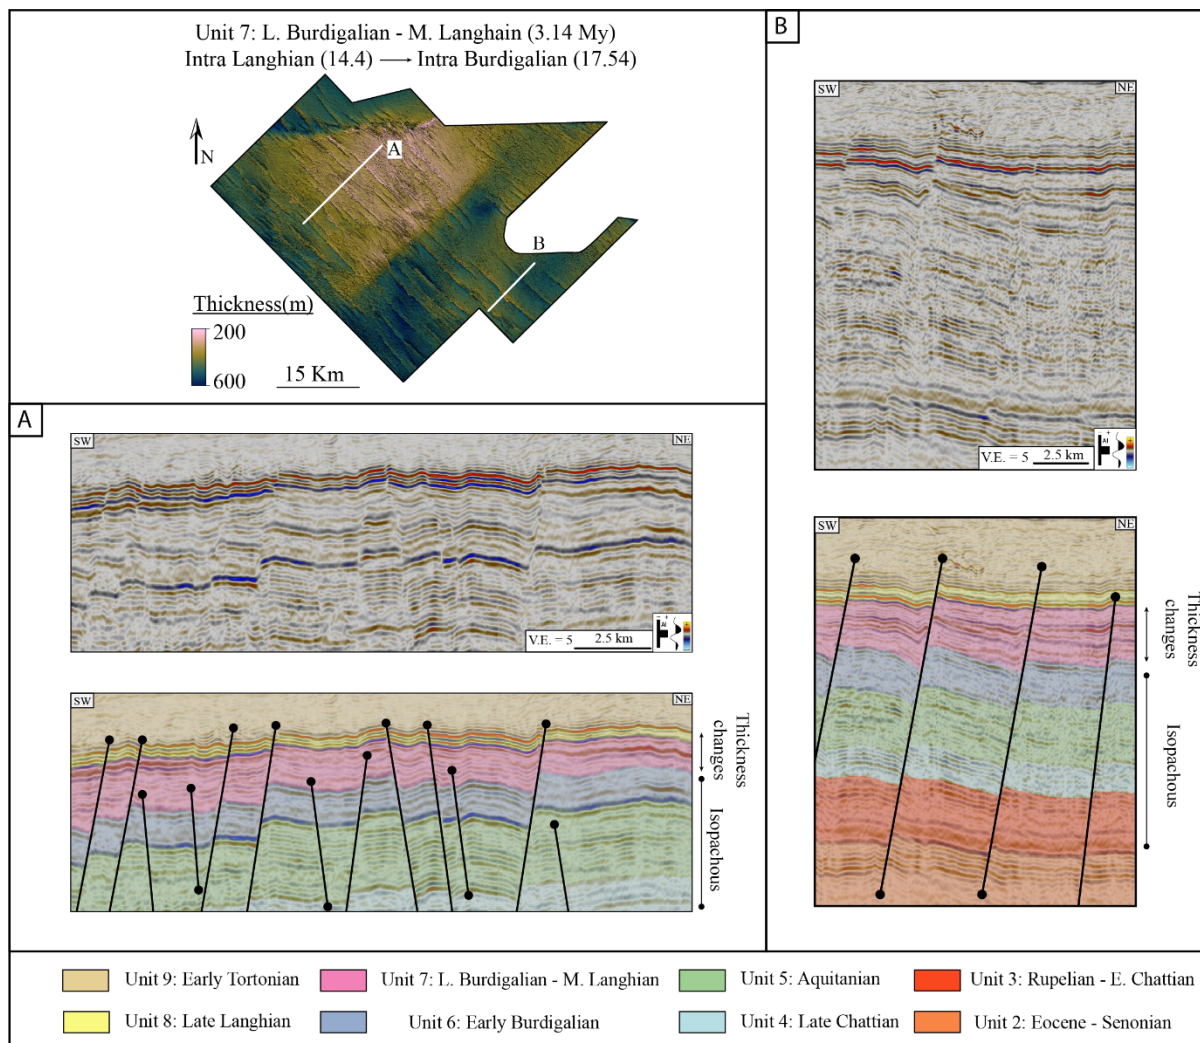 Unit 7: L. Burdigalian - M. Langhain (3.14 My)
Intra Langhian (14.4) → Intra Burdigalian (17.54)
N
A
B
Thickness(m)
200
600
15 Km
A
SW
NE
V.E. = 5
2.5 km
- +
AI
+
-
SW
NE
Thickness
changes
Isopachous
B
SW
NE
V.E. = 5
2.5 km
- +
AI
+
-
SW
NE
Thickness
changes
Isopachous
Unit 9: Early Tortonian
Unit 7: L. Burdigalian - M. Langhian
Unit 5: Aquitanian
Unit 3: Rupelian - E. Chattian
Unit 8: Late Langhian
Unit 6: Early Burdigalian
Unit 4: Late Chattian
Unit 2: Eocene - Senonian